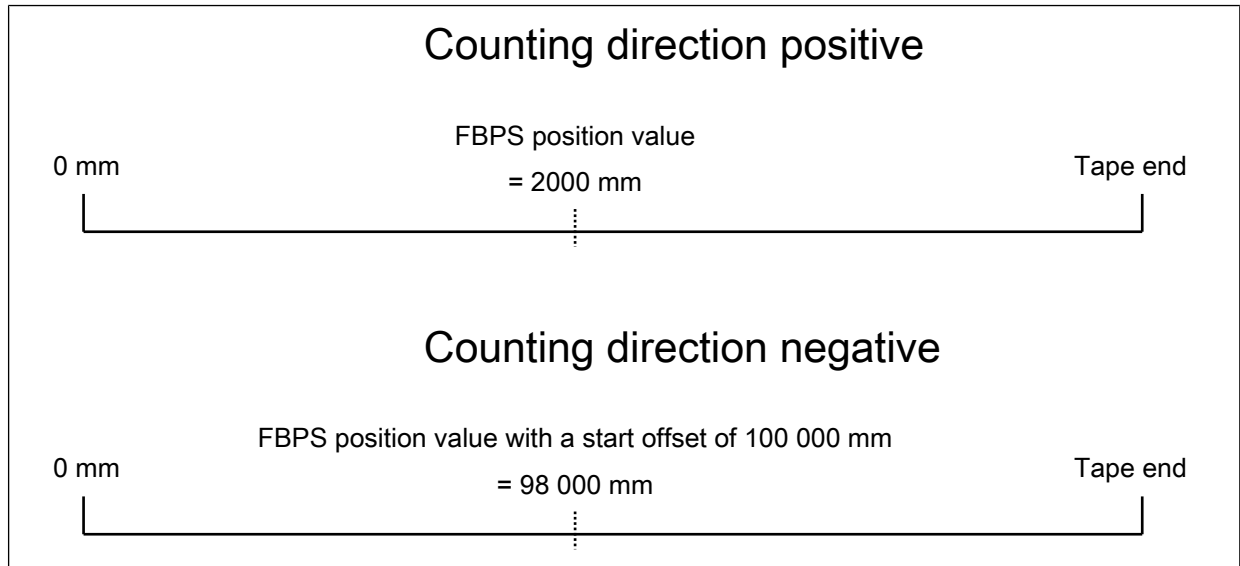 Counting direction positive
FBPS position value
0 mm
= 2000 mm
Tape end
Counting direction negative
FBPS position value with a start offset of 100 000 mm
0 mm
= 98 000 mm
Tape end